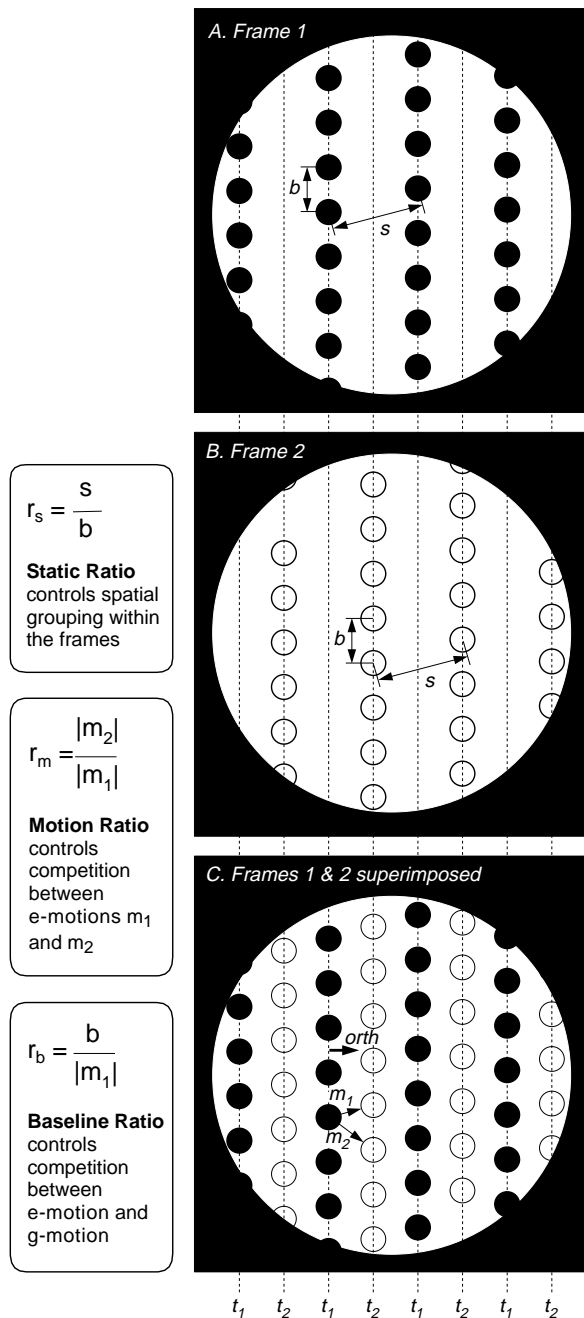 A. Frame 1
b
s
B. Frame 2
b
s
C. Frames 1 & 2 superimposed
orth
m1
m2
rs = s
b
Static Ratio
controls spatial
grouping within
the frames
rm = |m2|
|m1|
Motion Ratio
controls
competition
between
e-motions m1
and m2
rb = b
|m1|
Baseline Ratio
controls
competition
between
e-motion and
g-motion
t1 t2 t1 t2 t1 t2 t1 t2